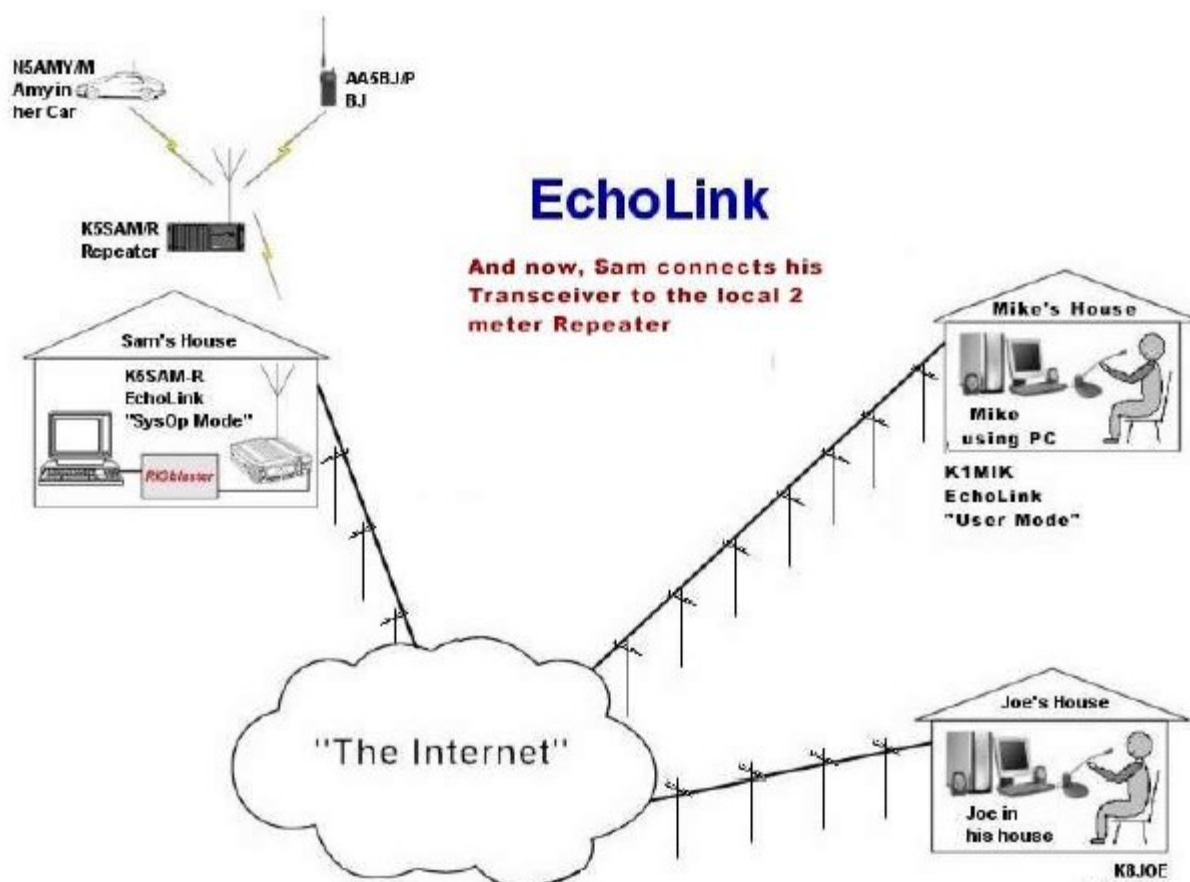 N5AMY/M
Amy in
her Car
AA5BJ/P
BJ
K5SAM/R
Repeater
EchoLink
And now, Sam connects his
Transceiver to the local 2
meter Repeater
Sam's House
K5SAM-R
EchoLink
"SysOp Mode"
RIGblaster
Mike's House
Mike
using PC
K1MIK
EchoLink
"User Mode"
"The Internet"
Joe's House
Joe in
his house
K8JOE